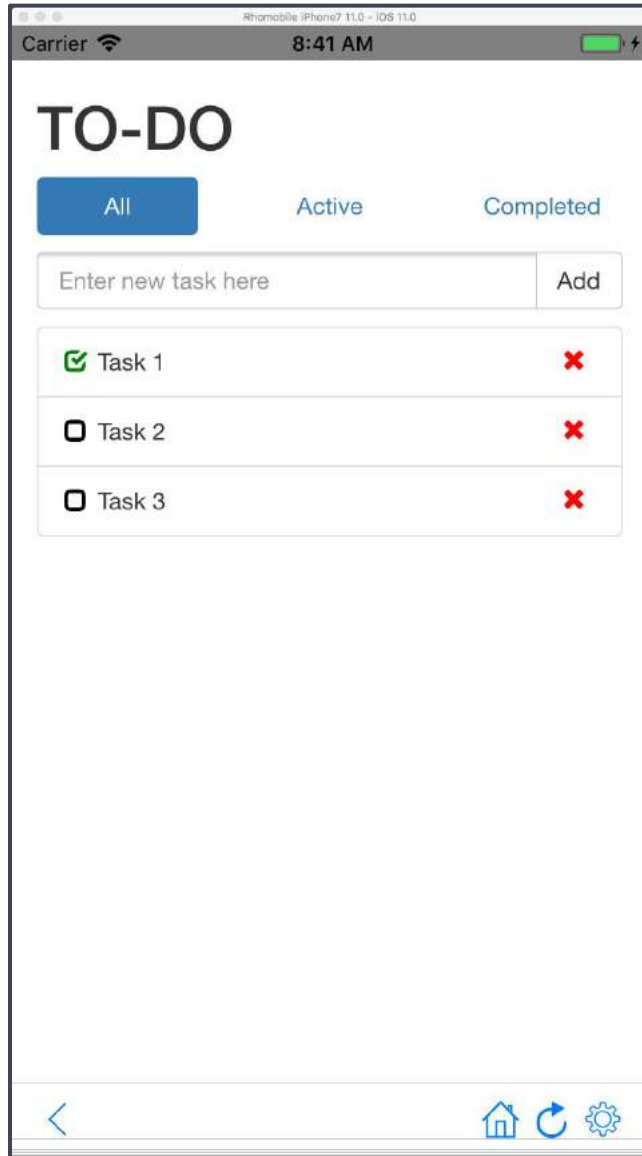 Rhomobile iPhone7 11.0 - iOS 11.0
Carrier 8:41 AM
TO-DO
All Active Completed
Enter new task here Add
Task 1
Task 2
Task 3